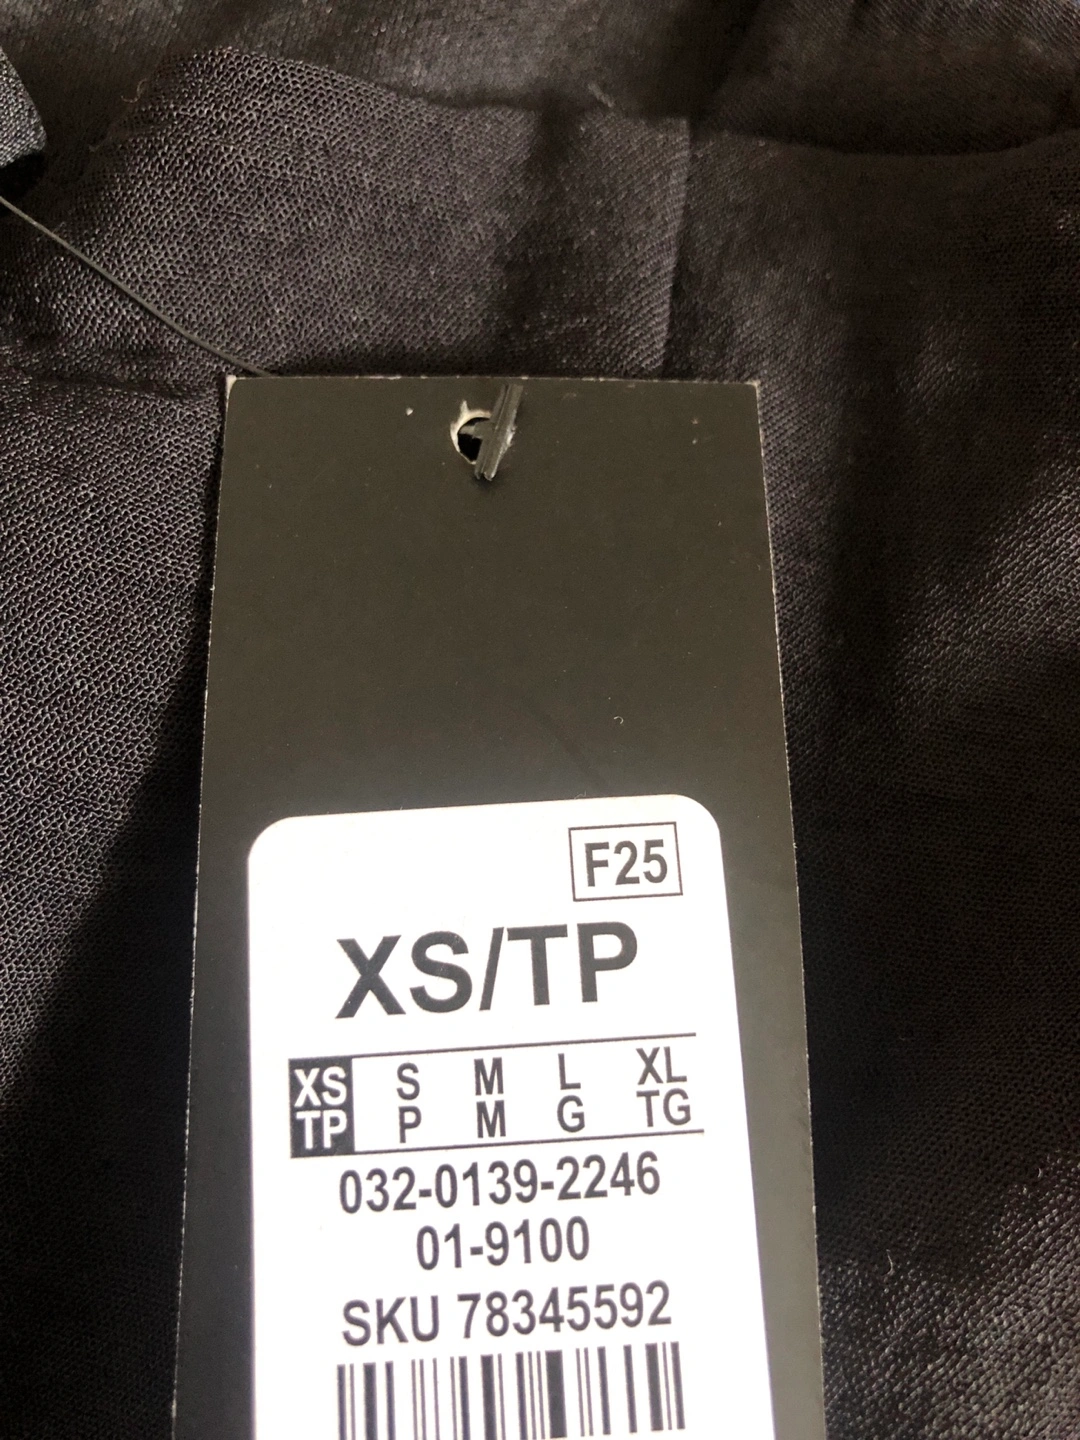 F25
XS/TP
XS S M L XL
TP P M G TG
032-0139-2246
01-9100
SKU 78345592